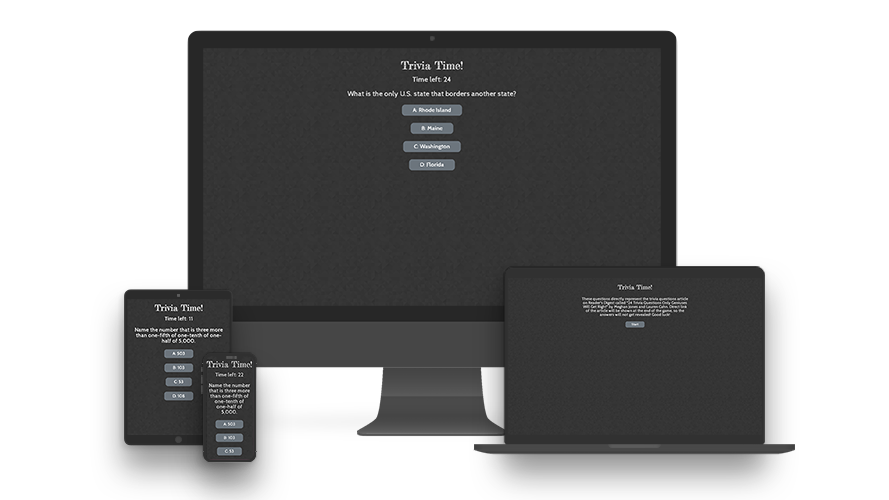 Trivia Time!
Time left: 24
What is the only U.S. state that borders another state?
A: Rhode Island
B: Maine
C: Washington
D: Florida
Trivia Time!
Time left: 11
Name the number that is three more
than one-fifth of one-tenth of one-
half of 5,000.
A: 503
B: 103
C: 53
D: 108
Trivia Time!
Time left: 22
Name the number
that is three more
than one-fifth of
one-tenth of
one-half of
5,000.
A: 503
B: 103
C: 53
Trivia Time!
These questions directly represent the trivia questions article
on Reader's Digest called "24 Trivia Questions Only Geniuses
Will Get Right" by Meghan Jones and Lauren Cahn. Direct link
of the article will be shown at the end of the game, so the
answers will not get revealed! Good luck!
Start